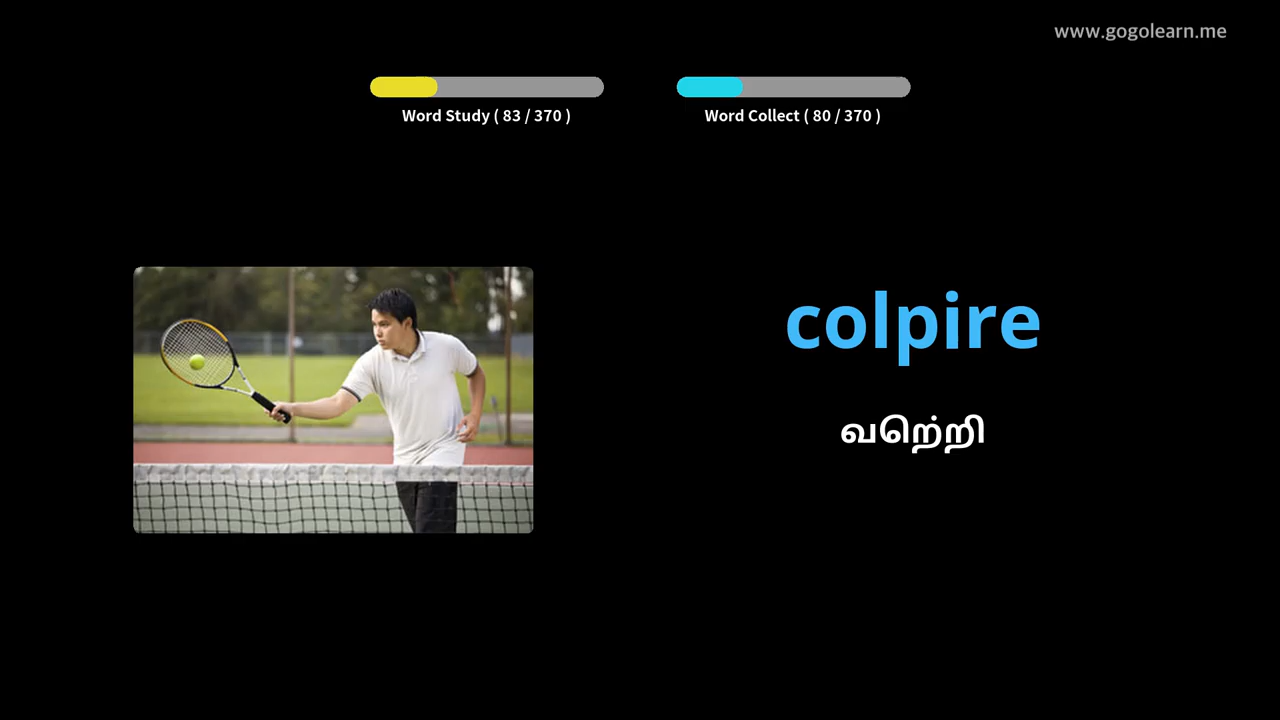 www.gogolearn.me
Word Study ( 83 / 370 )
Word Collect ( 80 / 370 )
colpire
வெற்றி